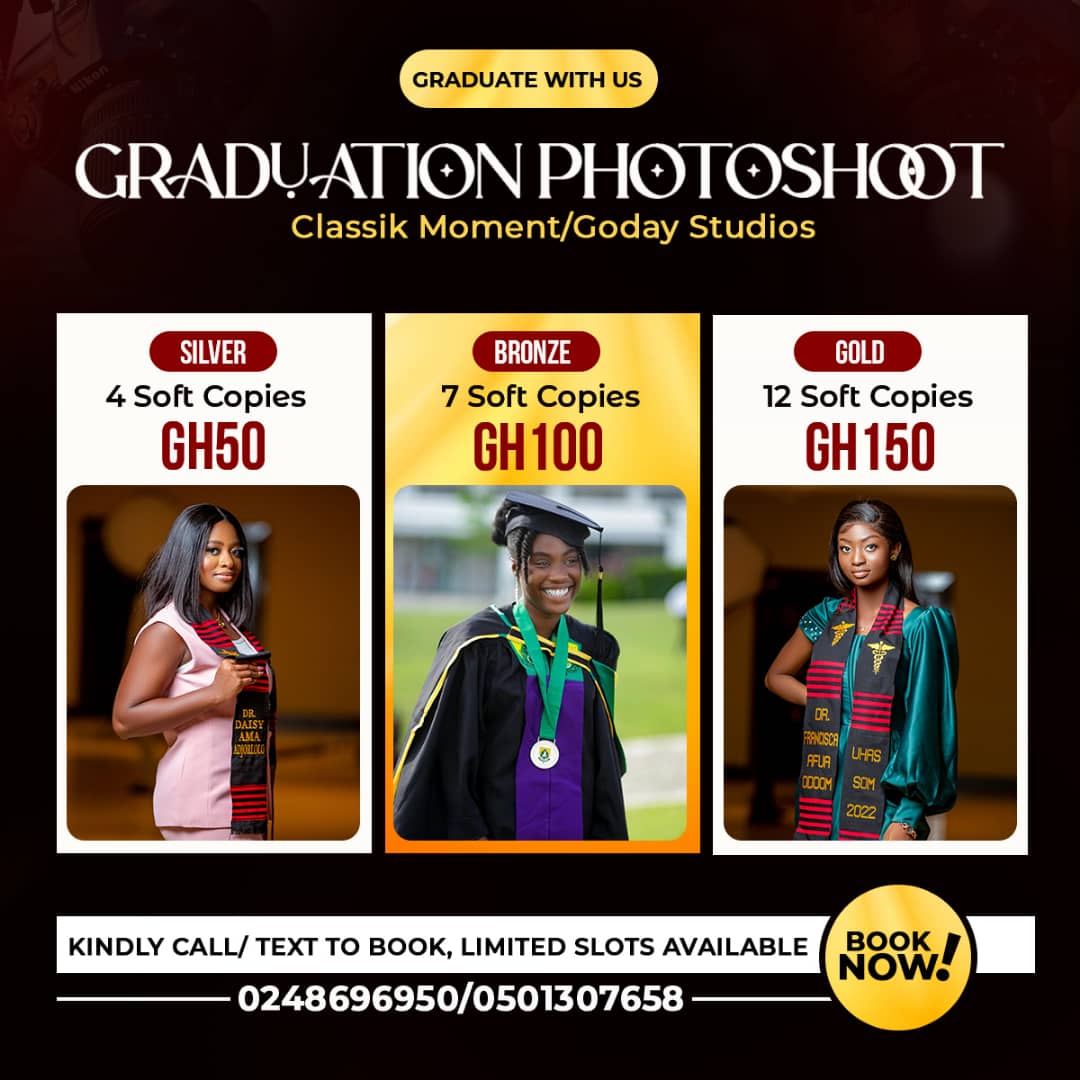 Nikon
GRADUATE WITH US
GRADUATION PHOTOSHOOT
Classik Moment/Goday Studios
SILVER
4 Soft Copies
GH50
DR.
DAISY
AMA
ADJORLOLO
BRONZE
7 Soft Copies
GH100
GOLD
12 Soft Copies
GH150
DR.
FRANCISCA
AFUA
ODOOM
UHAS
SOM
2022
KINDLY CALL/ TEXT TO BOOK, LIMITED SLOTS AVAILABLE
0248696950/0501307658
BOOK
NOW!